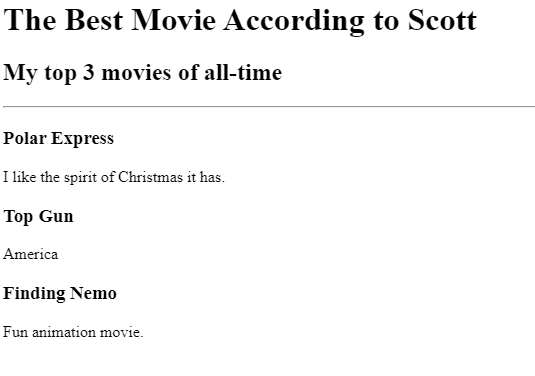 The Best Movie According to Scott
My top 3 movies of all-time
Polar Express
I like the spirit of Christmas it has.
Top Gun
America
Finding Nemo
Fun animation movie.